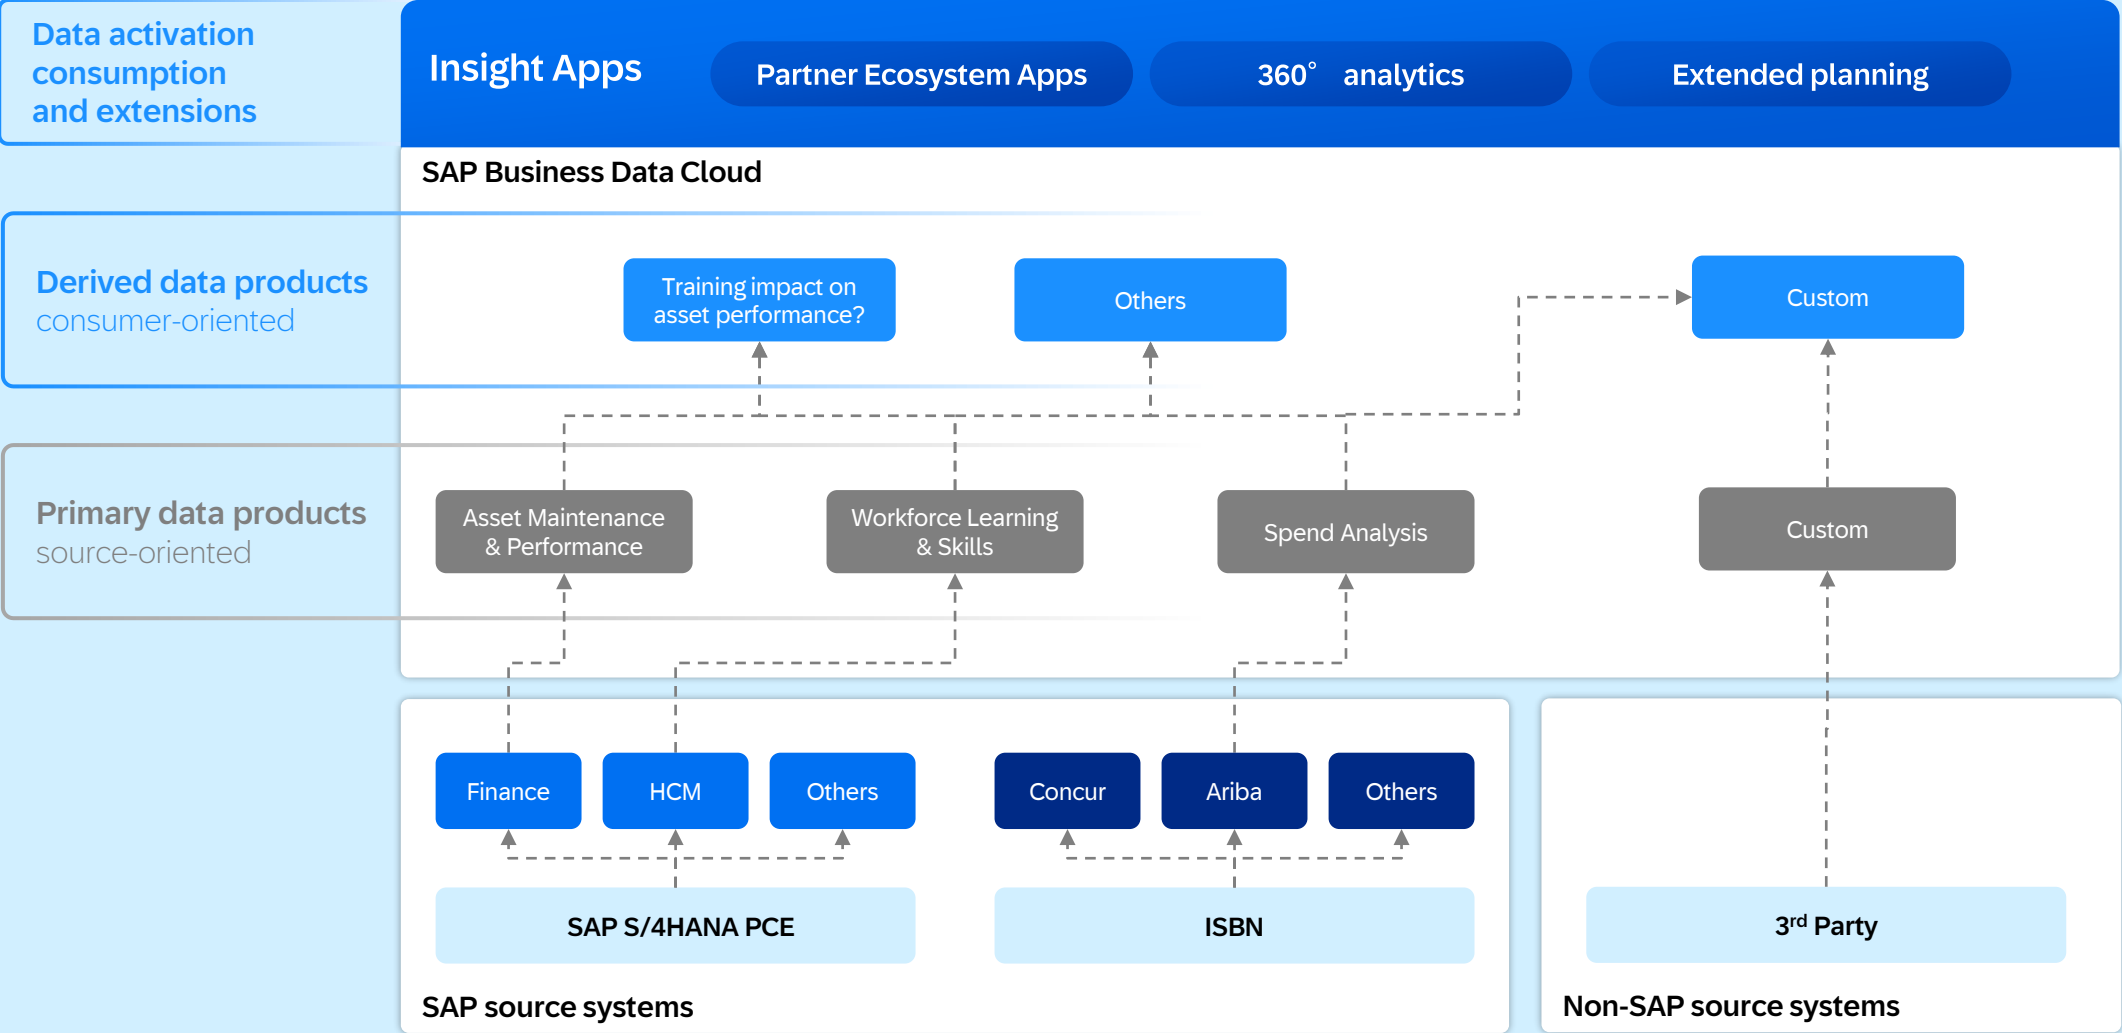 Data activation
consumption
and extensions
Insight Apps
Partner Ecosystem Apps
360° analytics
Extended planning
SAP Business Data Cloud
Derived data products
consumer-oriented
Training impact on
asset performance?
Others
Custom
Primary data products
source-oriented
Asset Maintenance
& Performance
Workforce Learning
& Skills
Spend Analysis
Custom
Finance
HCM
Others
Concur
Ariba
Others
SAP S/4HANA PCE
ISBN
3rd Party
SAP source systems
Non-SAP source systems